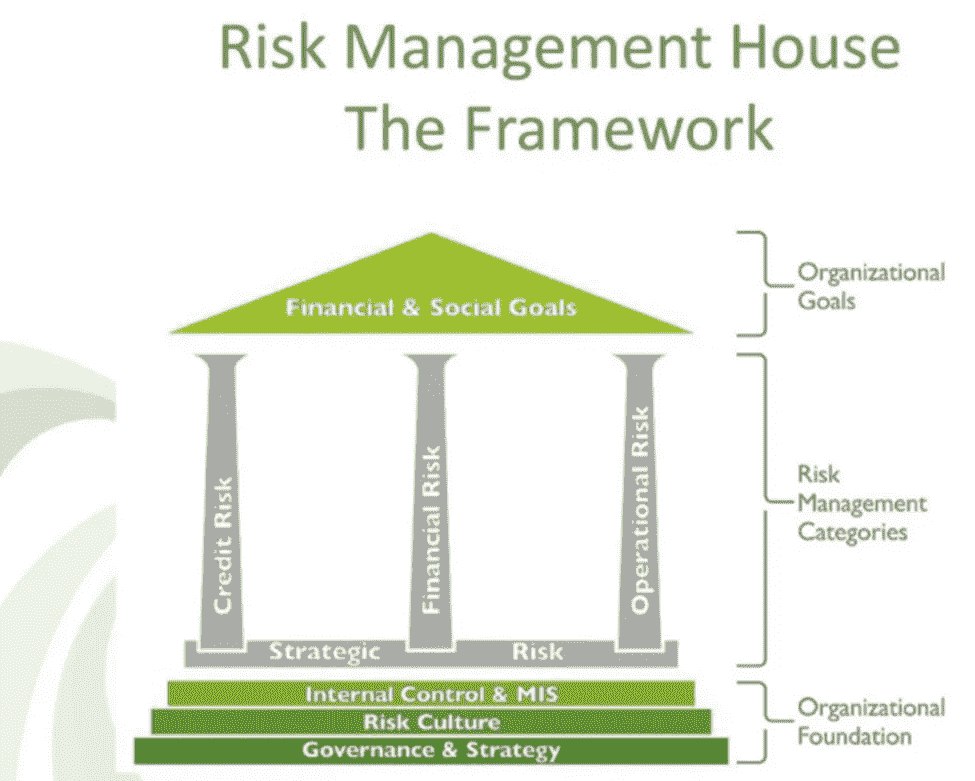 Risk Management House
The Framework
Financial & Social Goals
Organizational
Goals
Credit Risk
Financial Risk
Operational Risk
Risk
Management
Categories
Strategic Risk
Internal Control & MIS
Risk Culture
Governance & Strategy
Organizational
Foundation